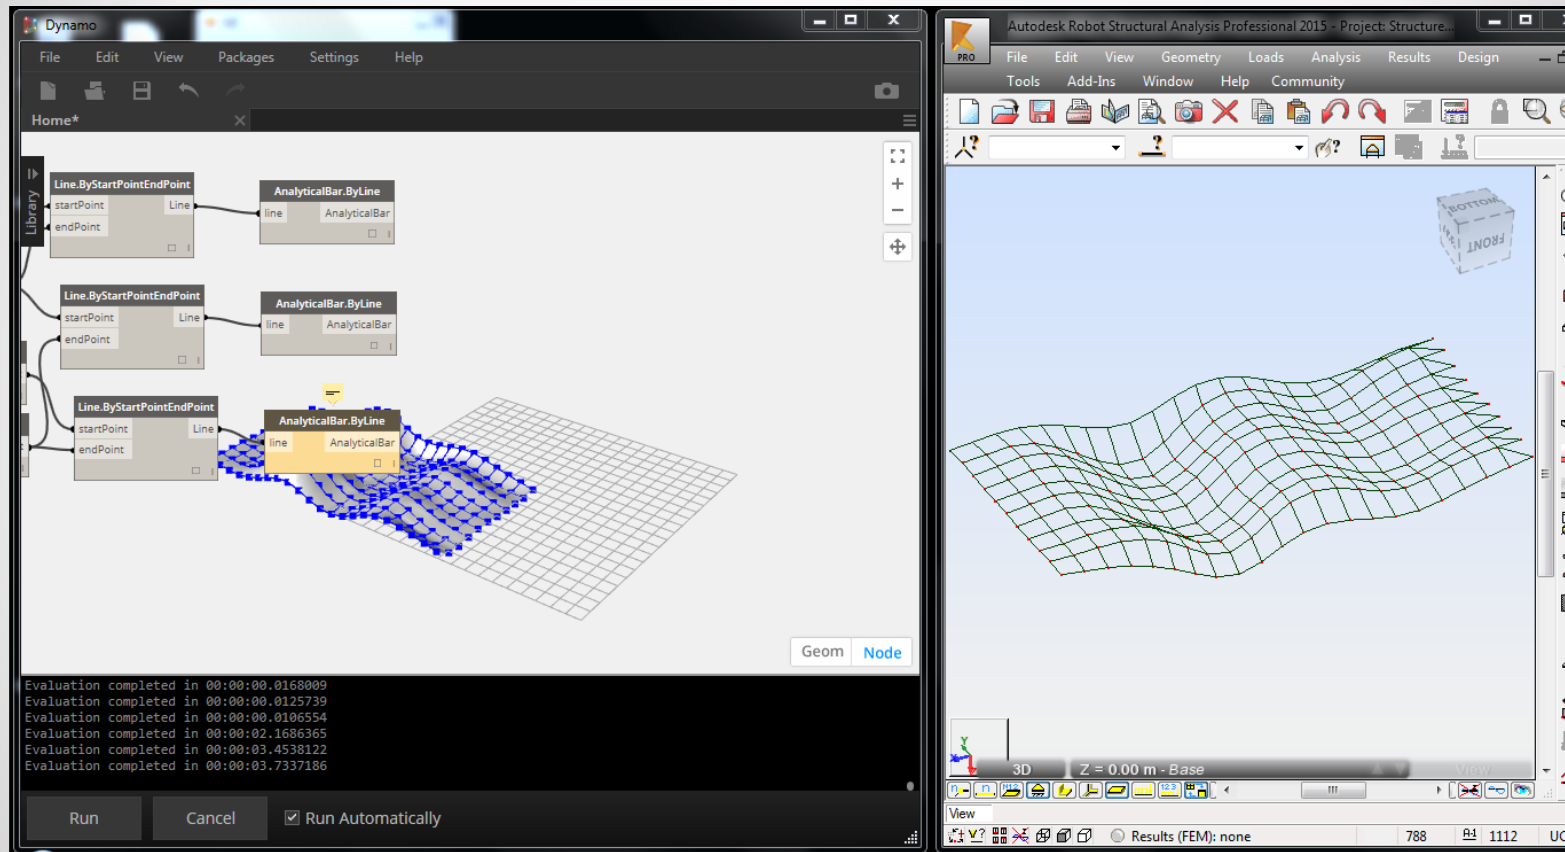 Dynamo
File Edit View Packages Settings Help
Home*
Library
Line.ByStartPointEndPoint
startPoint Line
endPoint
AnalyticalBar.ByLine
line AnalyticalBar
Line.ByStartPointEndPoint
startPoint Line
endPoint
AnalyticalBar.ByLine
line AnalyticalBar
Line.ByStartPointEndPoint
startPoint Line
endPoint
AnalyticalBar.ByLine
line AnalyticalBar
Geom Node
Evaluation completed in 00:00:00.0168009
Evaluation completed in 00:00:00.0125739
Evaluation completed in 00:00:00.0106554
Evaluation completed in 00:00:02.1686365
Evaluation completed in 00:00:03.4538122
Evaluation completed in 00:00:03.7337186
Run Cancel Run Automatically
Autodesk Robot Structural Analysis Professional 2015 - Project: Structure...
PRO
File Edit View Geometry Loads Analysis Results Design
Tools Add-Ins Window Help Community
BOTTOM
FRONT
Y
3D Z = 0.00 m - Base View
View
Results (FEM): none 788 1112 UC